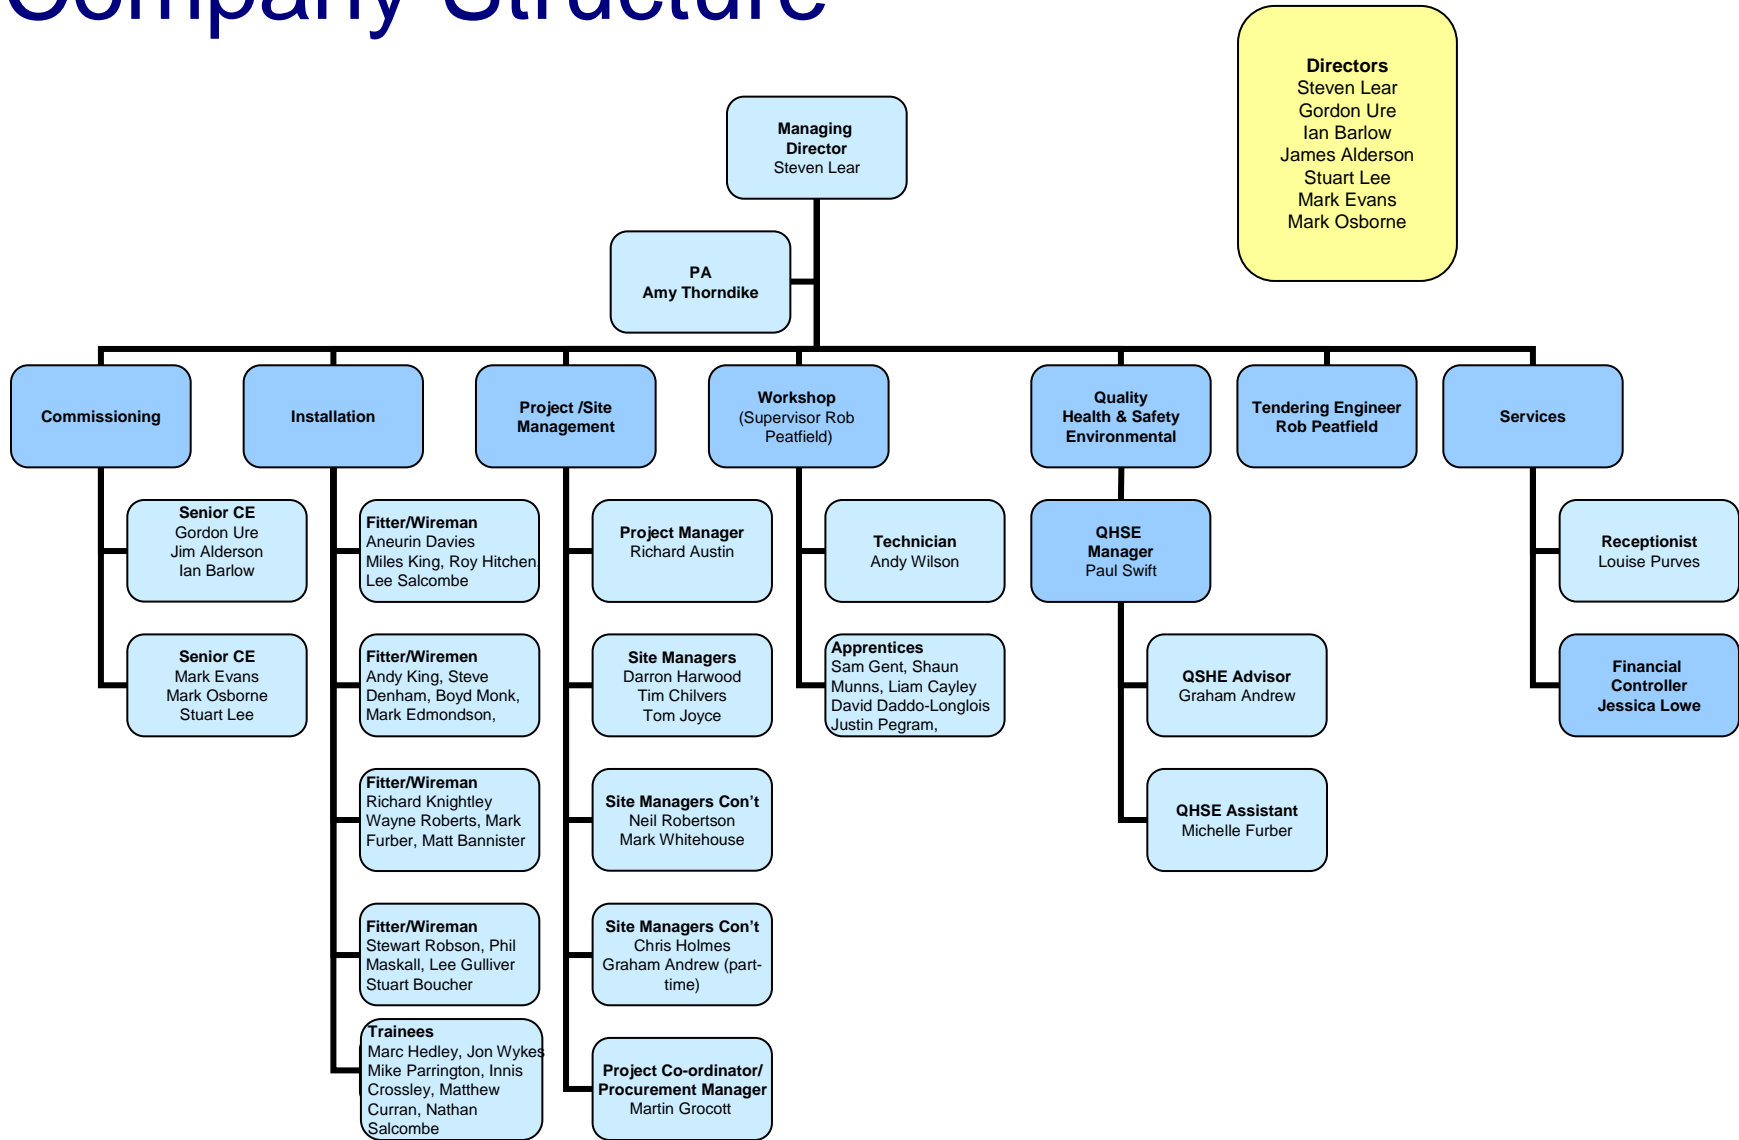 Company Structure
Directors
Steven Lear
Gordon Ure
Ian Barlow
James Alderson
Stuart Lee
Mark Evans
Mark Osborne
Managing
Director
Steven Lear
PA
Amy Thorndike
Commissioning
Installation
Project /Site
Management
Workshop
(Supervisor Rob
Peatfield)
Quality
Health & Safety
Environmental
Tendering Engineer
Rob Peatfield
Services
Senior CE
Gordon Ure
Jim Alderson
Ian Barlow
Senior CE
Mark Evans
Mark Osborne
Stuart Lee
Fitter/Wireman
Aneurin Davies
Miles King, Roy Hitchen,
Lee Salcombe
Fitter/Wiremen
Andy King, Steve
Denham, Boyd Monk,
Mark Edmondson,
Fitter/Wireman
Richard Knightley
Wayne Roberts, Mark
Furber, Matt Bannister
Fitter/Wireman
Stewart Robson, Phil
Maskall, Lee Gulliver
Stuart Boucher
Trainees
Marc Hedley, Jon Wykes
Mike Parrington, Innis
Crossley, Matthew
Curran, Nathan
Salcombe
Project Manager
Richard Austin
Site Managers
Darron Harwood
Tim Chilvers
Tom Joyce
Site Managers Con't
Neil Robertson
Mark Whitehouse
Site Managers Con't
Chris Holmes
Graham Andrew (part-
time)
Project Co-ordinator/
Procurement Manager
Martin Grocott
Technician
Andy Wilson
Apprentices
Sam Gent, Shaun
Munns, Liam Cayley
David Daddo-Longlois
Justin Pegram,
QHSE
Manager
Paul Swift
QSHE Advisor
Graham Andrew
QHSE Assistant
Michelle Furber
Receptionist
Louise Purves
Financial
Controller
Jessica Lowe